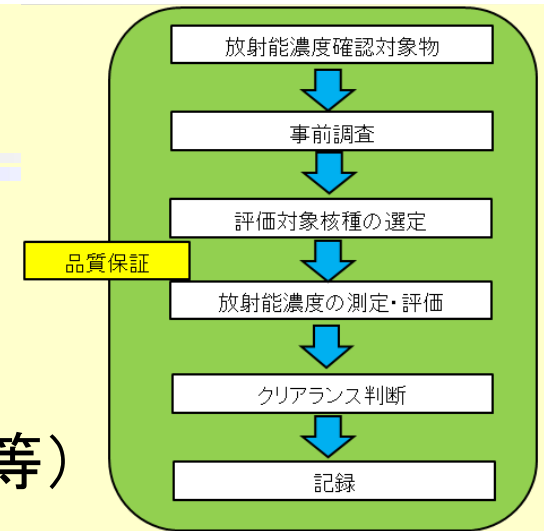 放射能濃度確認対象物
事前調査
評価対象核種の選定
品質保証
放射能濃度の測定・評価
クリアランス判断
等）
記録